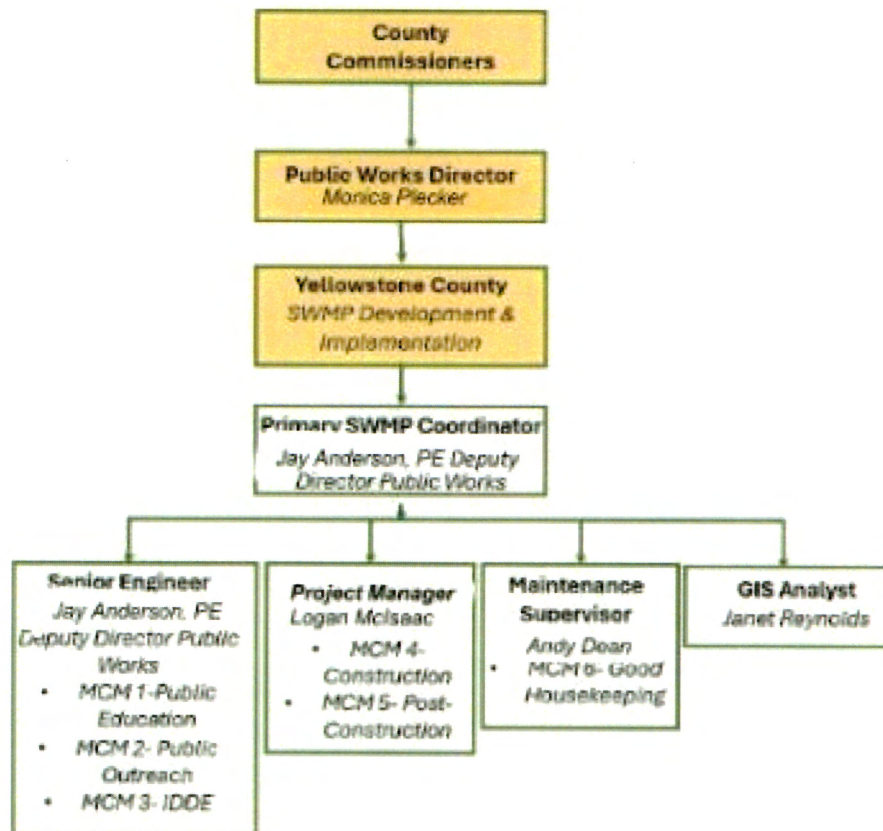 County
Commissioners
Public Works Director
Monica Plecker
Yellowstone County
SWMP Development &
Implementation
Primary SWMP Coordinator
Jay Anderson, PE Deputy
Director Public Works
Senior Engineer
Jay Anderson, PE
Deputy Director Public
Works
• MCM 1-Public
Education
• MCM 2- Public
Outreach
• MCM 3- IDDE
Project Manager
Logan McIsaac
• MCM 4-
Construction
• MCM 5- Post-
Construction
Maintenance
Supervisor
Andy Dean
• MCM 6- Good
Housekeeping
GIS Analyst
Janet Reynolds